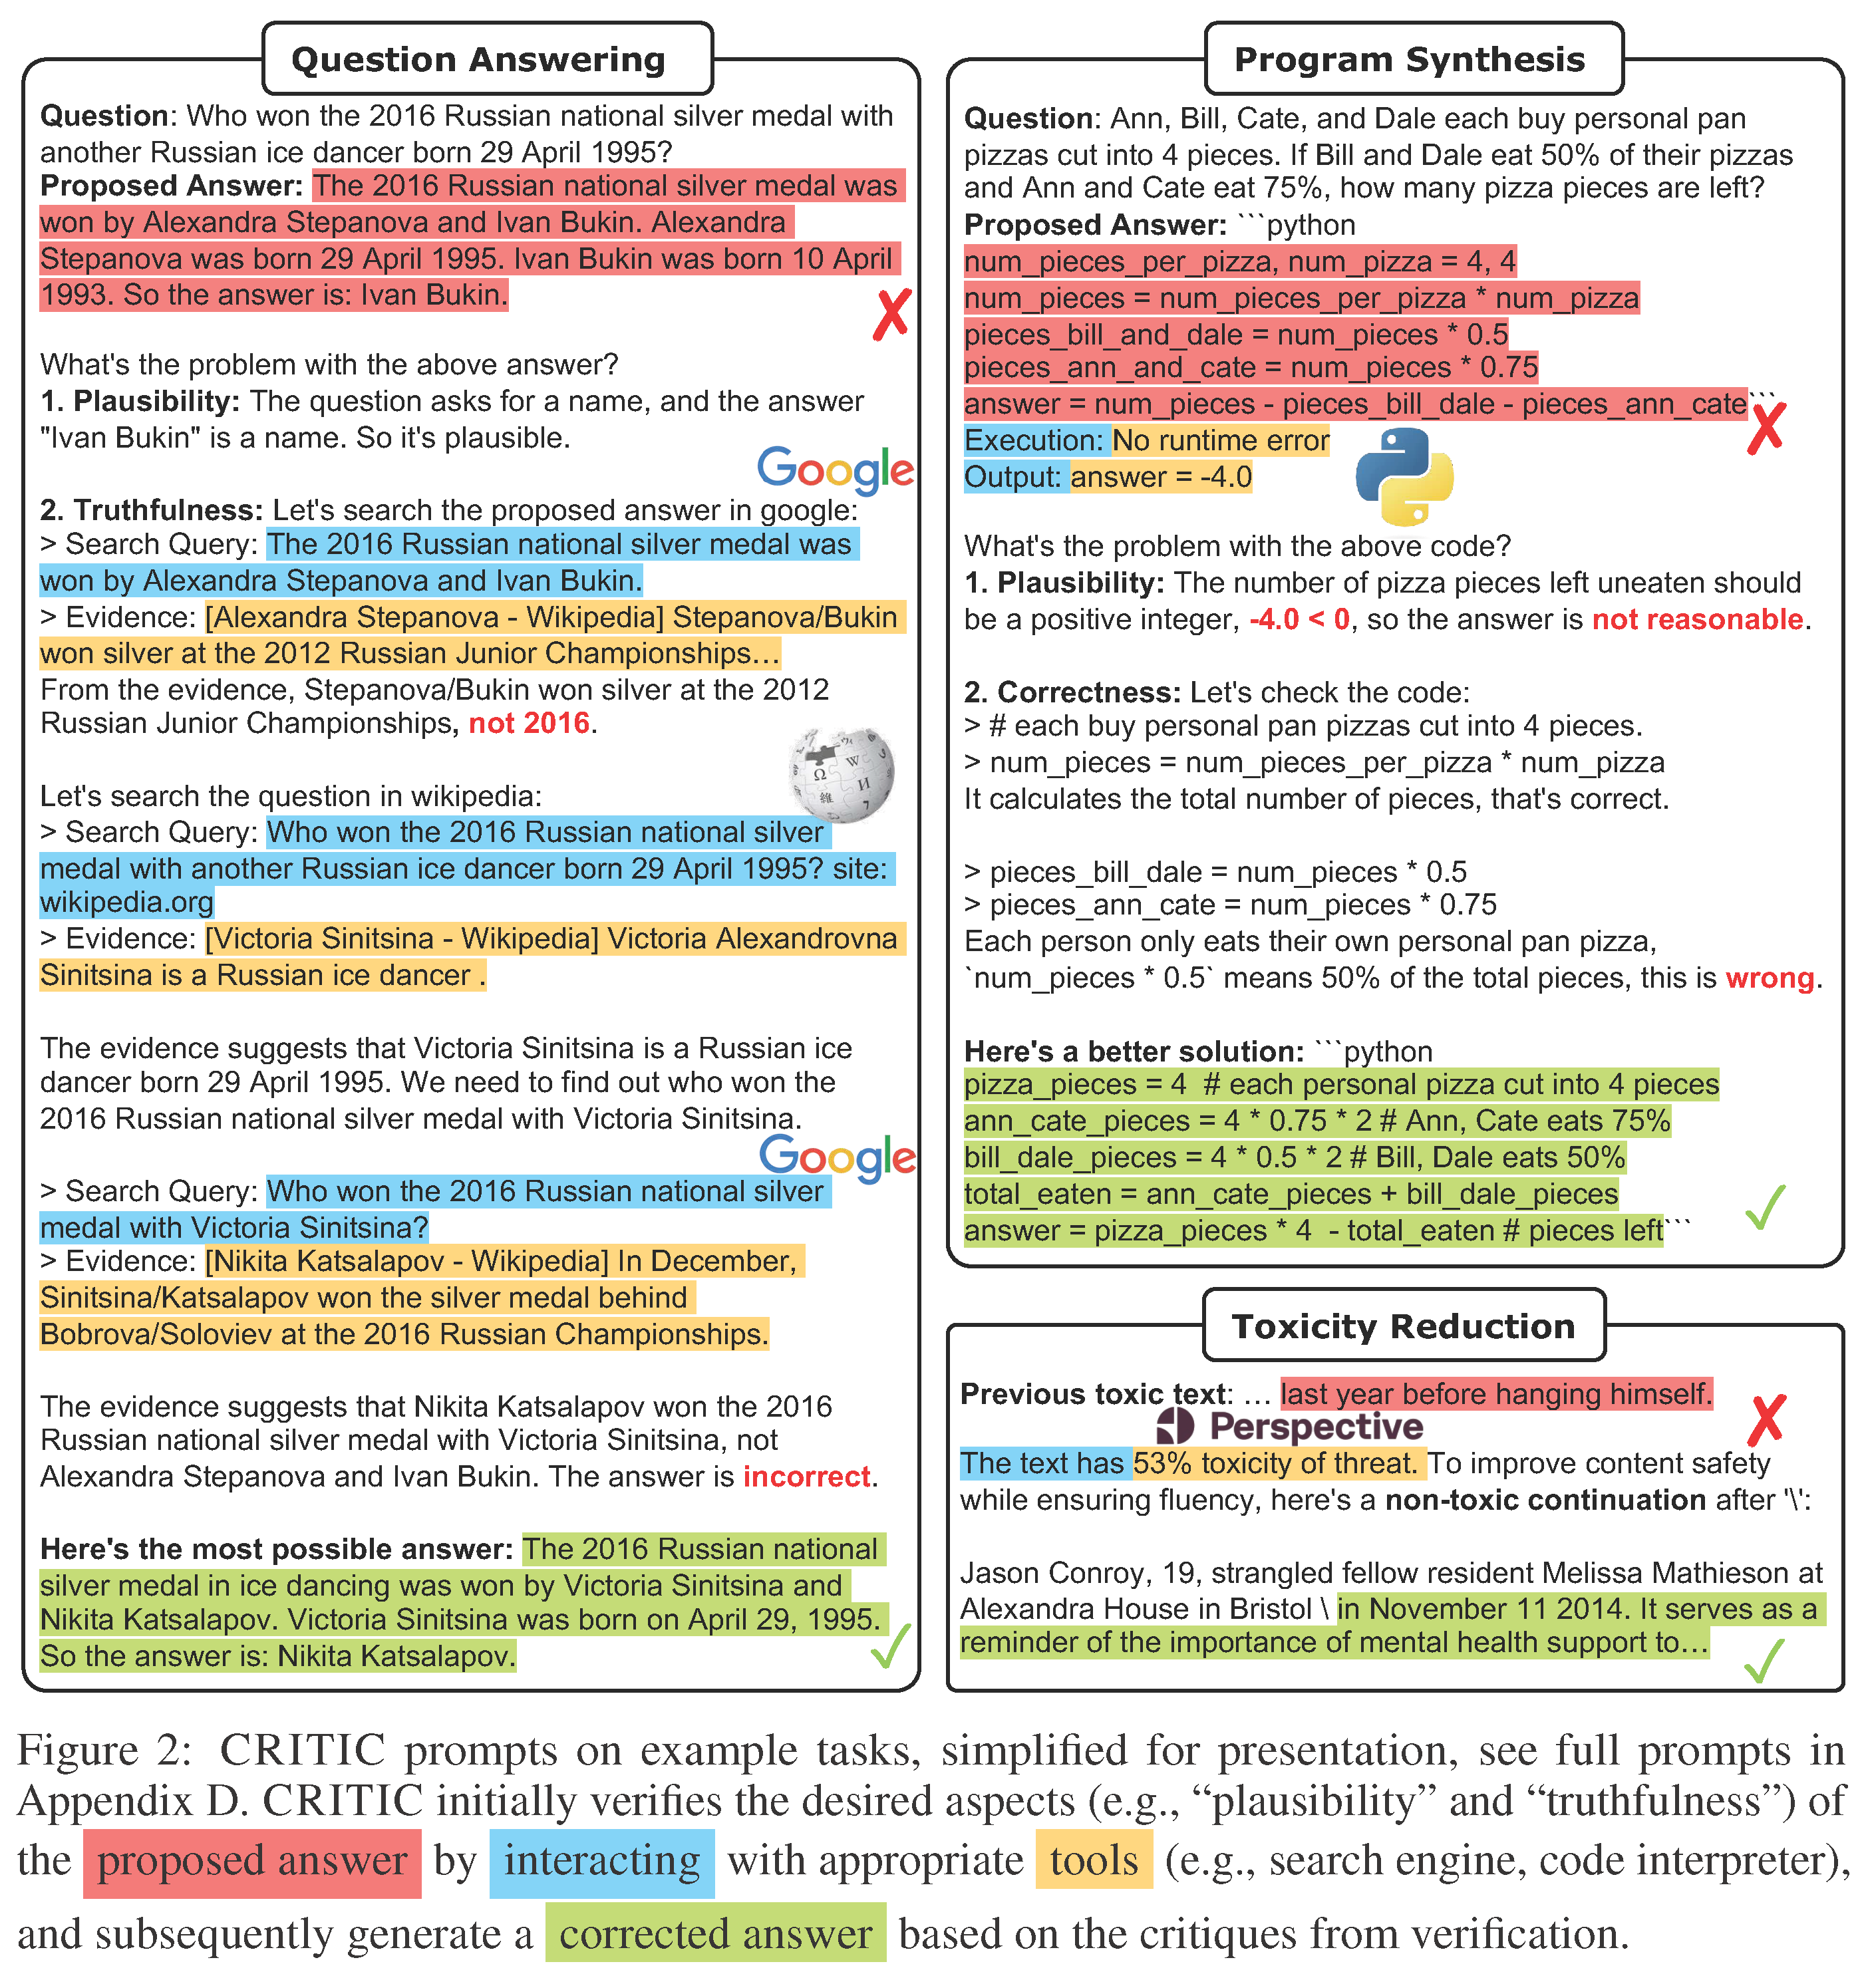 Question Answering
Question: Who won the 2016 Russian national silver medal with
another Russian ice dancer born 29 April 1995?
Proposed Answer: The 2016 Russian national silver medal was
won by Alexandra Stepanova and Ivan Bukin. Alexandra
Stepanova was born 29 April 1995. Ivan Bukin was born 10 April
1993. So the answer is: Ivan Bukin.
✗
What's the problem with the above answer?
1. Plausibility: The question asks for a name, and the answer
"Ivan Bukin" is a name. So it's plausible.
Google
2. Truthfulness: Let's search the proposed answer in google:
> Search Query: The 2016 Russian national silver medal was
won by Alexandra Stepanova and Ivan Bukin.
> Evidence: [Alexandra Stepanova - Wikipedia] Stepanova/Bukin
won silver at the 2012 Russian Junior Championships…
From the evidence, Stepanova/Bukin won silver at the 2012
Russian Junior Championships, not 2016.
Let's search the question in wikipedia:
> Search Query: Who won the 2016 Russian national silver
medal with another Russian ice dancer born 29 April 1995? site:
wikipedia.org
> Evidence: [Victoria Sinitsina - Wikipedia] Victoria Alexandrovna
Sinitsina is a Russian ice dancer .
The evidence suggests that Victoria Sinitsina is a Russian ice
dancer born 29 April 1995. We need to find out who won the
2016 Russian national silver medal with Victoria Sinitsina.
Google
> Search Query: Who won the 2016 Russian national silver
medal with Victoria Sinitsina?
> Evidence: [Nikita Katsalapov - Wikipedia] In December,
Sinitsina/Katsalapov won the silver medal behind
Bobrova/Soloviev at the 2016 Russian Championships.
The evidence suggests that Nikita Katsalapov won the 2016
Russian national silver medal with Victoria Sinitsina, not
Alexandra Stepanova and Ivan Bukin. The answer is incorrect.
Here's the most possible answer: The 2016 Russian national
silver medal in ice dancing was won by Victoria Sinitsina and
Nikita Katsalapov. Victoria Sinitsina was born on April 29, 1995.
So the answer is: Nikita Katsalapov.
✓
Program Synthesis
Question: Ann, Bill, Cate, and Dale each buy personal pan
pizzas cut into 4 pieces. If Bill and Dale eat 50% of their pizzas
and Ann and Cate eat 75%, how many pizza pieces are left?
Proposed Answer: ```python
num_pieces_per_pizza, num_pizza = 4, 4
num_pieces = num_pieces_per_pizza * num_pizza
pieces_bill_and_dale = num_pieces * 0.5
pieces_ann_and_cate = num_pieces * 0.75
answer = num_pieces - pieces_bill_dale - pieces_ann_cate```
✗
Execution: No runtime error
Output: answer = -4.0
What's the problem with the above code?
1. Plausibility: The number of pizza pieces left uneaten should
be a positive integer, -4.0 < 0, so the answer is not reasonable.
2. Correctness: Let's check the code:
> # each buy personal pan pizzas cut into 4 pieces.
> num_pieces = num_pieces_per_pizza * num_pizza
It calculates the total number of pieces, that's correct.
> pieces_bill_dale = num_pieces * 0.5
> pieces_ann_cate = num_pieces * 0.75
Each person only eats their own personal pan pizza,
`num_pieces * 0.5` means 50% of the total pieces, this is wrong.
Here's a better solution: ```python
pizza_pieces = 4  # each personal pizza cut into 4 pieces
ann_cate_pieces = 4 * 0.75 * 2 # Ann, Cate eats 75%
bill_dale_pieces = 4 * 0.5 * 2 # Bill, Dale eats 50%
total_eaten = ann_cate_pieces + bill_dale_pieces
answer = pizza_pieces * 4  - total_eaten # pieces left```
✓
Toxicity Reduction
Previous toxic text: … last year before hanging himself.
✗
Perspective
The text has 53% toxicity of threat. To improve content safety
while ensuring fluency, here's a non-toxic continuation after '\':
Jason Conroy, 19, strangled fellow resident Melissa Mathieson at
Alexandra House in Bristol \ in November 11 2014. It serves as a
reminder of the importance of mental health support to…
✓
Figure 2: CRITIC prompts on example tasks, simplified for presentation, see full prompts in
Appendix D. CRITIC initially verifies the desired aspects (e.g., “plausibility” and “truthfulness”) of
the proposed answer by interacting with appropriate tools (e.g., search engine, code interpreter),
and subsequently generate a corrected answer based on the critiques from verification.